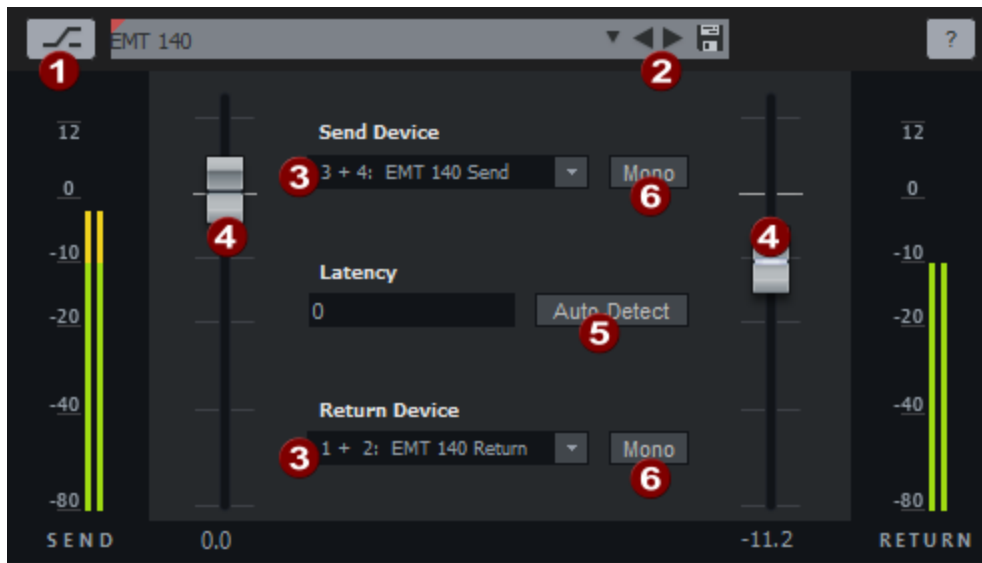 EMT 140
?
1
2
12
Send Device
12
3
3 + 4: EMT 140 Send
Mono
6
0
0
4
4
-10
-10
Latency
0
Auto Detect
5
-20
-20
-40
Return Device
-40
3
1 + 2: EMT 140 Return
Mono
6
-80
-80
SEND
0.0
-11.2
RETURN